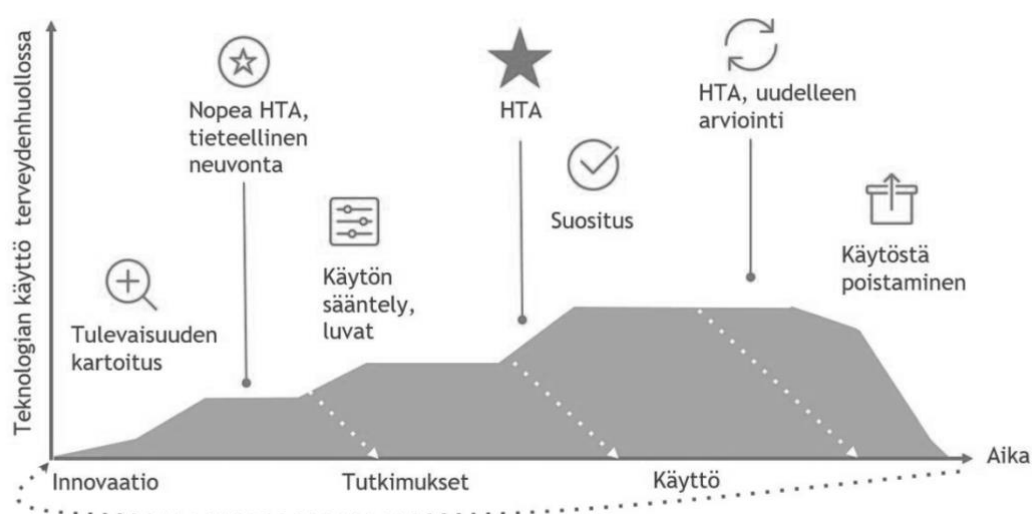 Teknologian käyttö terveydenhuollossa
Nopea HTA,
tieteellinen
neuvonta
HTA
HTA, uudelleen
arviointi
Suositus
Käytön
sääntely,
luvat
Käytöstä
poistaminen
Tulevaisuuden
kartoitus
Aika
Innovaatio
Tutkimukset
Käyttö